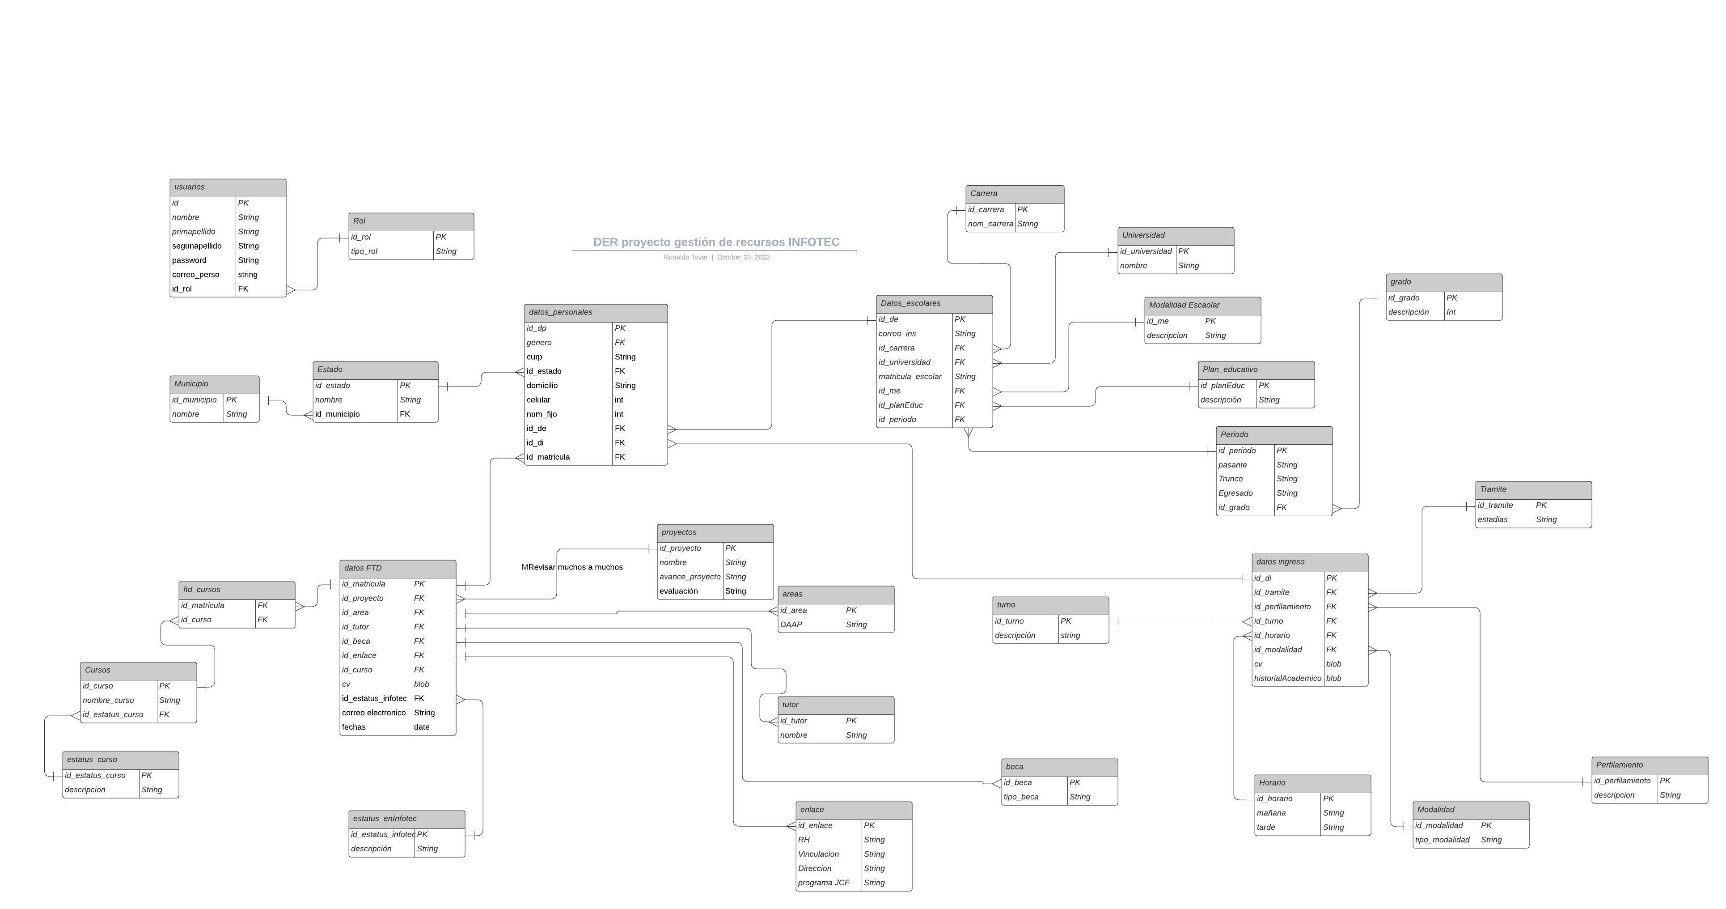 DER proyecto gestión de recursos INFOTEC
Ronaldo Tovar | October 20, 2023
usuarios
id PK
nombre String
primapellido String
segunapellido String
password String
correo_perso string
id_rol FK
Rol
id_rol PK
tipo_rol String
Municipio
id_municipio PK
nombre String
Estado
id_estado PK
nombre String
id_municipio FK
datos_personales
id_dp PK
genero FK
curp String
id_estado FK
domicilio String
celular int
num_fijo int
id_de FK
id_di FK
id_matricula FK
Datos_escolares
id_de PK
correo_ins String
id_carrera FK
id_universidad FK
matricula_escolar String
id_me FK
id_planEduc FK
id_periodo FK
Carrera
id_carrera PK
nom_carrera String
Universidad
id_universidad PK
nombre String
Modalidad Escaolar
id_me PK
descripcion String
Plan_educativo
id_planEduc PK
descripción String
grado
id_grado PK
descripción Int
Periodo
id_periodo PK
pasante String
Trunco String
Egresado String
id_grado FK
Tramite
id_tramite PK
estadias String
proyectos
id_proyecto PK
nombre String
avance_proyecto String
evaluación String
MRevisar muchos a muchos
datos FTD
id_matricula PK
id_proyecto FK
id_area FK
id_tutor FK
id_beca FK
id_enlace FK
id_curso FK
cv blob
id_estatus_infotec FK
correo electronico String
fechas date
ftd_cursos
id_matricula FK
id_curso FK
Cursos
id_curso PK
nombre_curso String
id_estatus_curso FK
estatus_curso
id_estatus_curso PK
descripcion String
estatus_enInfotec
id_estatus_infotec PK
descripción String
areas
id_area PK
DAAP String
tutor
id_tutor PK
nombre String
beca
id_beca PK
tipo_beca String
enlace
id_enlace PK
RH String
Vinculacion String
Direccion String
programa JCF String
turno
id_turno PK
descripción string
datos ingreso
id_di PK
id_tramite FK
id_perfilamiento FK
id_turno FK
id_horario FK
id_modalidad FK
cv blob
historialAcademico blob
Horario
id_horario PK
mañana String
tarde String
Modalidad
id_modalidad PK
tipo_modalidad String
Perfilamiento
id_perfilamiento PK
descripcion String